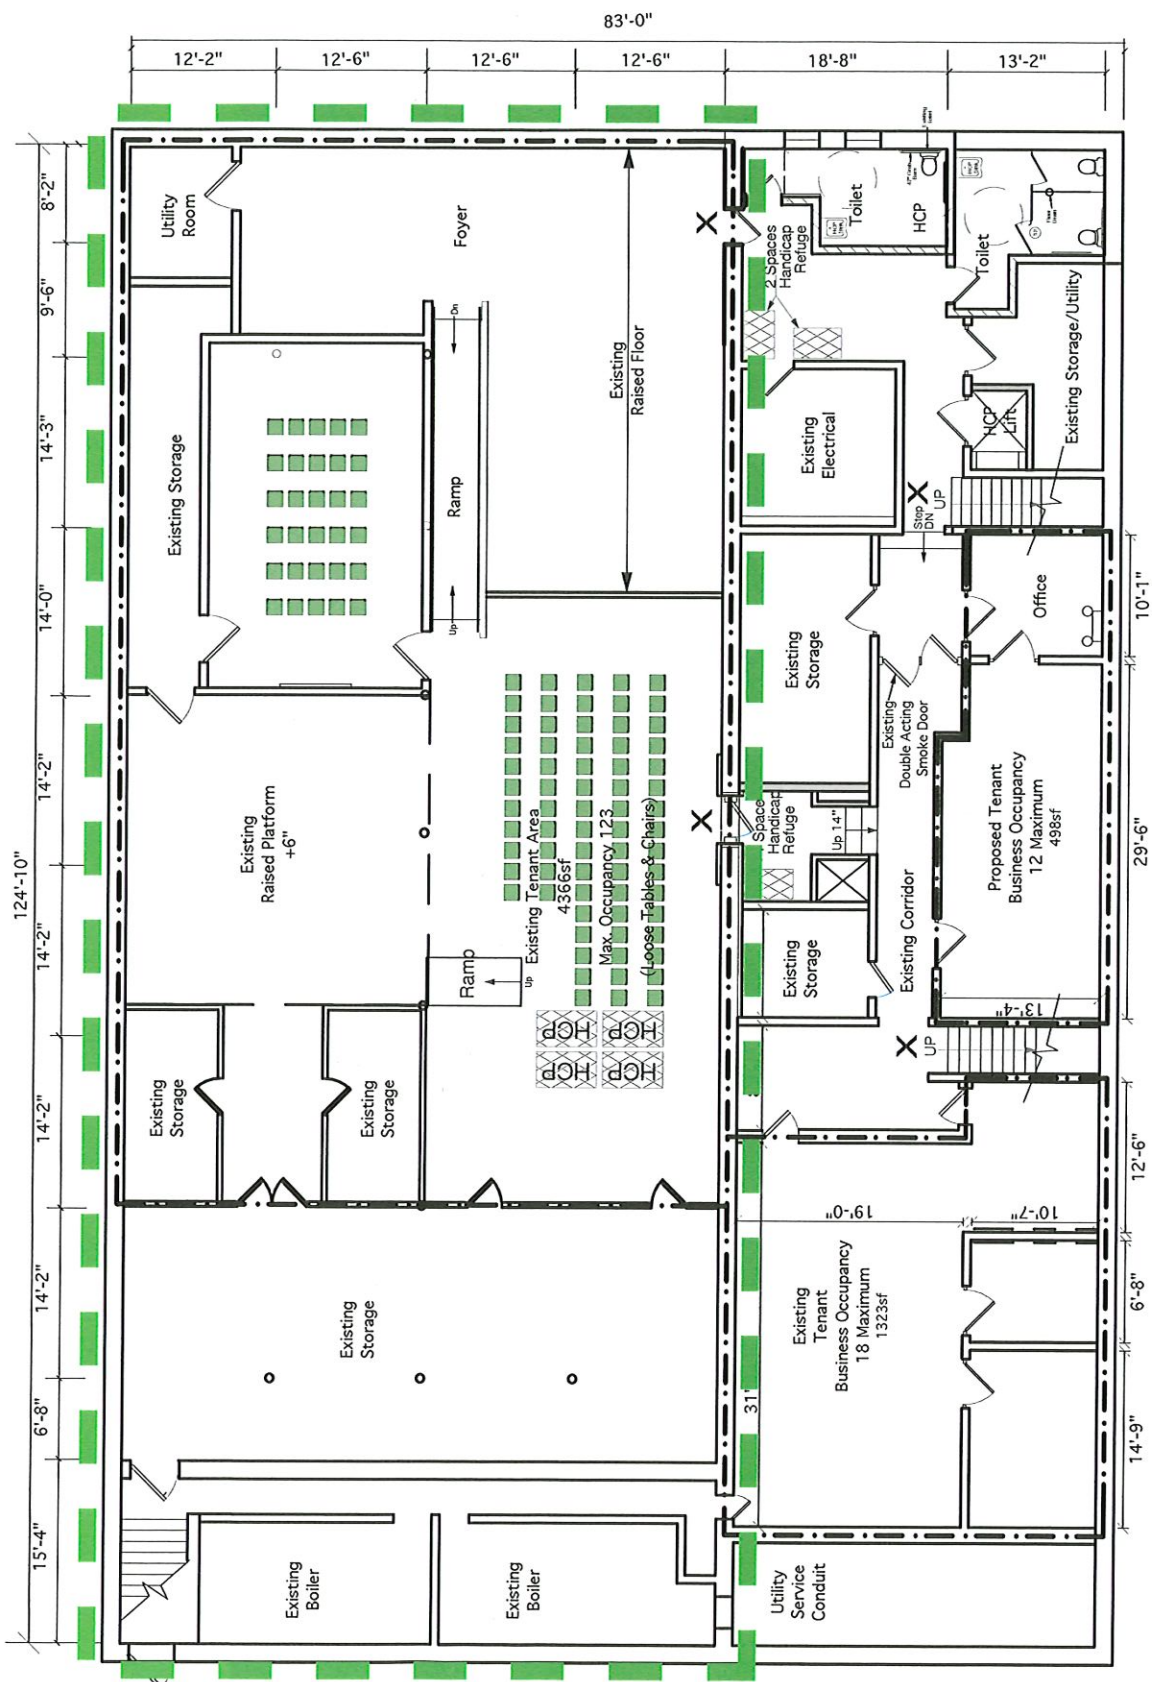 83'-0"
12'-2"
12'-6"
12'-6"
12'-6"
18'-8"
13'-2"
124'-10"
8'-2"
9'-6"
14'-3"
14'-0"
14'-2"
14'-2"
14'-2"
14'-2"
6'-8"
15'-4"
Utility
Room
Foyer
X
2 Spaces
Handicap
Refuge
Toilet
HCP
Toilet
Existing Storage
Dn
Ramp
Up
Existing
Raised Floor
Existing
Electrical
HCP
Lift
Existing Storage/Utility
X
UP
Step
DN
Office
10'-1"
Existing
Storage
Existing
Double Acting
Smoke Door
Existing
Raised Platform
+6"
Existing Tenant Area
4366sf
Max. Occupancy 123
(Loose Tables & Chairs)
X
Space
Handicap
Refuge
Up 14"
Proposed Tenant
Business Occupancy
12 Maximum
498sf
29'-6"
Ramp
Up
Existing
Storage
Existing Corridor
13'-4"
HCP
HCP
HCP
HCP
X
UP
Existing
Storage
Existing
Storage
12'-6"
19'-0"
10'-7"
Existing
Storage
Existing
Tenant
Business Occupancy
18 Maximum
1323sf
6'-8"
31'
14'-9"
Existing
Boiler
Existing
Boiler
Utility
Service
Conduit